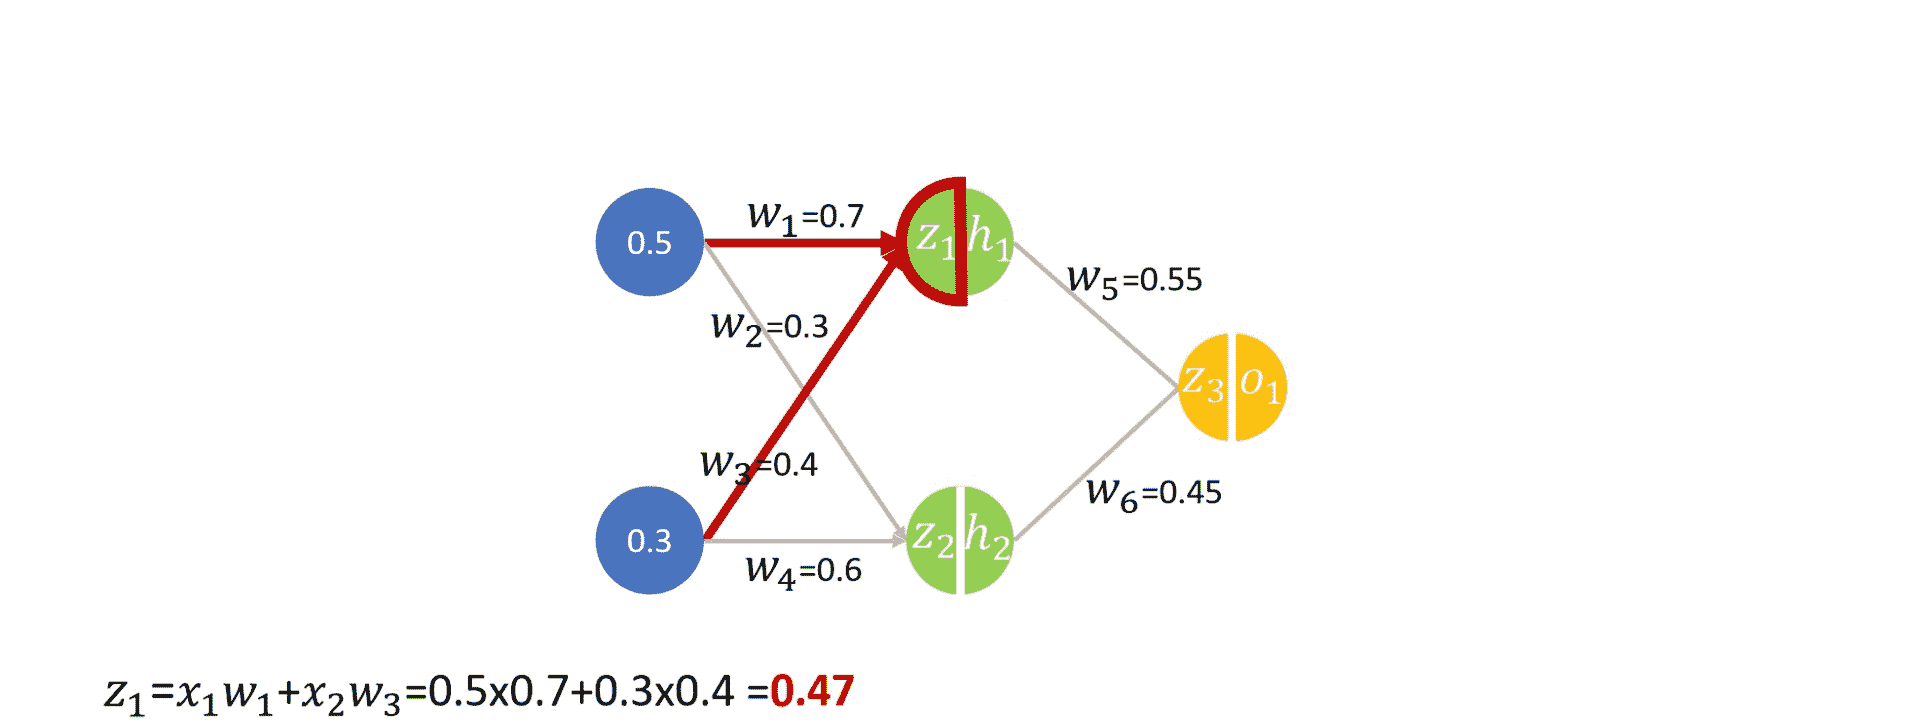 w₁=0.7
0.5
z₁ h₁
w₅=0.55
w₂=0.3
z₃ o₁
w₃=0.4
w₆=0.45
0.3
z₂ h₂
w₄=0.6
z₁=x₁w₁+x₂w₃=0.5x0.7+0.3x0.4 =0.47